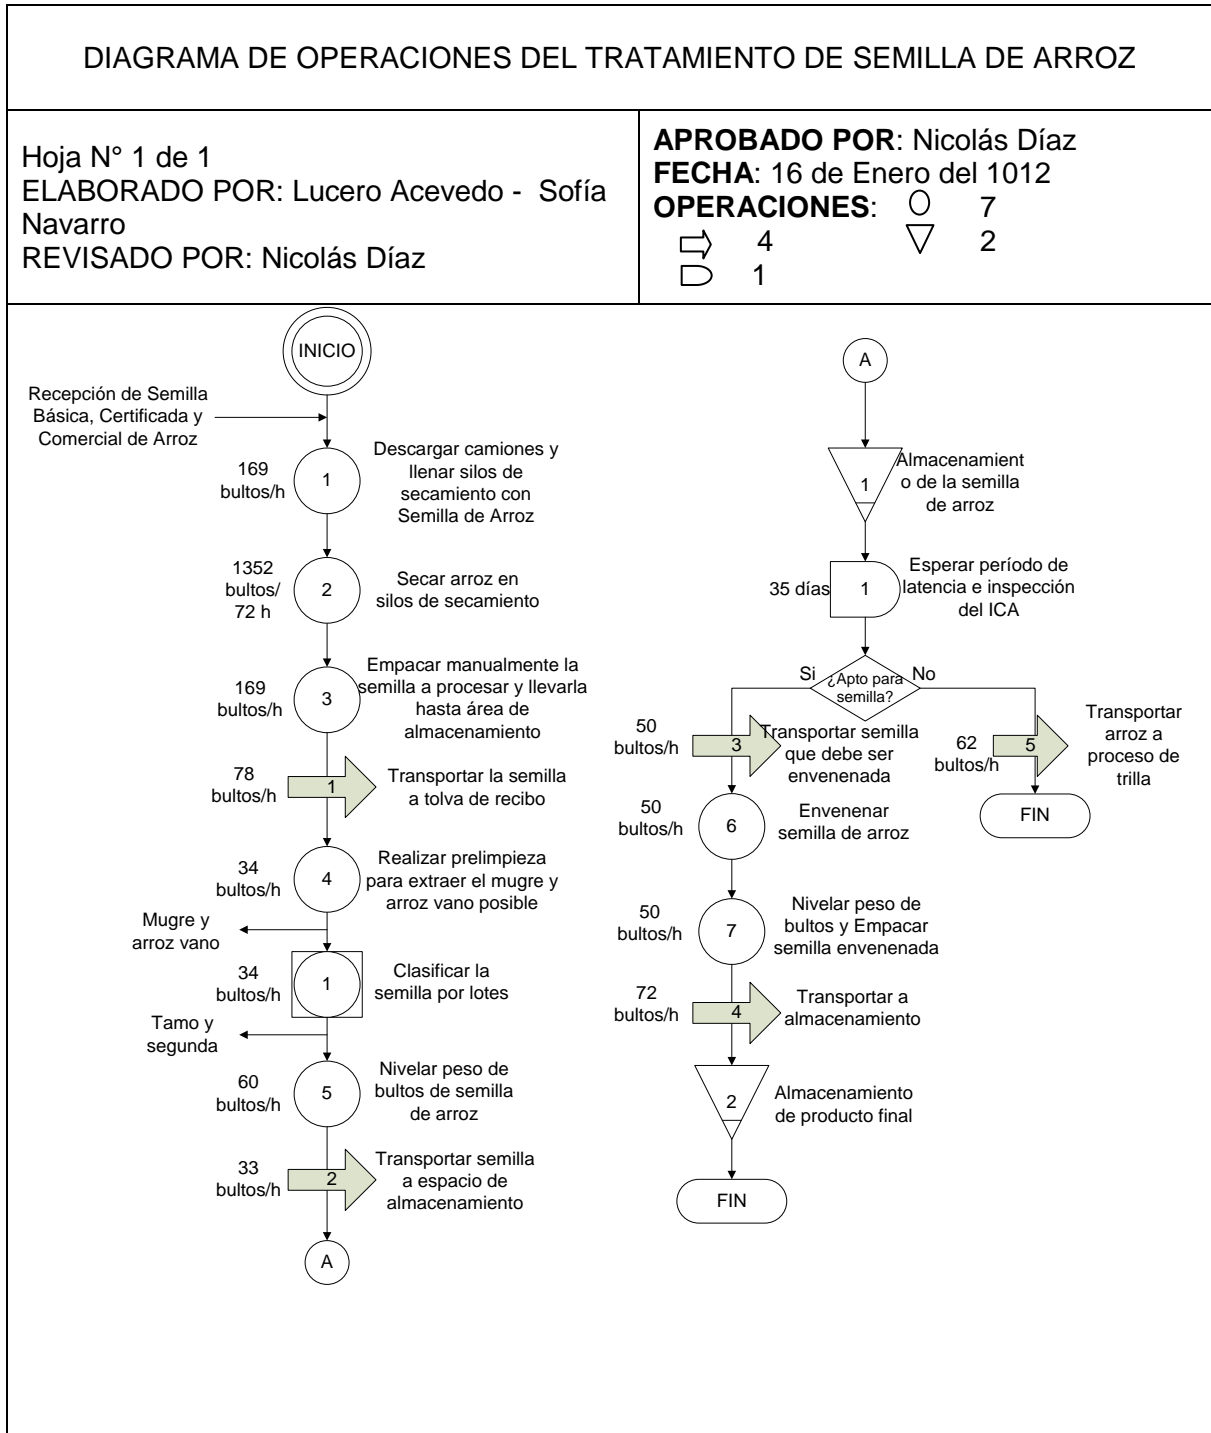 DIAGRAMA DE OPERACIONES DEL TRATAMIENTO DE SEMILLA DE ARROZ
Hoja N° 1 de 1
ELABORADO POR: Lucero Acevedo - Sofía
Navarro
REVISADO POR: Nicolás Díaz
APROBADO POR: Nicolás Díaz
FECHA: 16 de Enero del 1012
OPERACIONES: 7
4 2
1
INICIO
Recepción de Semilla
Básica, Certificada y
Comercial de Arroz
169
bultos/h
1
Descargar camiones y
llenar silos de
secamiento con
Semilla de Arroz
1352
bultos/
72 h
2
Secar arroz en
silos de secamiento
169
bultos/h
3
Empacar manualmente la
semilla a procesar y llevarla
hasta área de
almacenamiento
78
bultos/h
1
Transportar la semilla
a tolva de recibo
34
bultos/h
4
Realizar prelimpieza
para extraer el mugre y
arroz vano posible
Mugre y
arroz vano
34
bultos/h
1
Clasificar la
semilla por lotes
Tamo y
segunda
60
bultos/h
5
Nivelar peso de
bultos de semilla
de arroz
33
bultos/h
2
Transportar semilla
a espacio de
almacenamiento
A
A
1
Almacenamient
o de la semilla
de arroz
35 días
1
Esperar período de
latencia e inspección
del ICA
Si
¿Apto para
semilla?
No
50
bultos/h
3
Transportar semilla
que debe ser
envenenada
62
bultos/h
5
Transportar
arroz a
proceso de
trilla
FIN
50
bultos/h
6
Envenenar
semilla de arroz
50
bultos/h
7
Nivelar peso de
bultos y Empacar
semilla envenenada
72
bultos/h
4
Transportar a
almacenamiento
2
Almacenamiento
de producto final
FIN